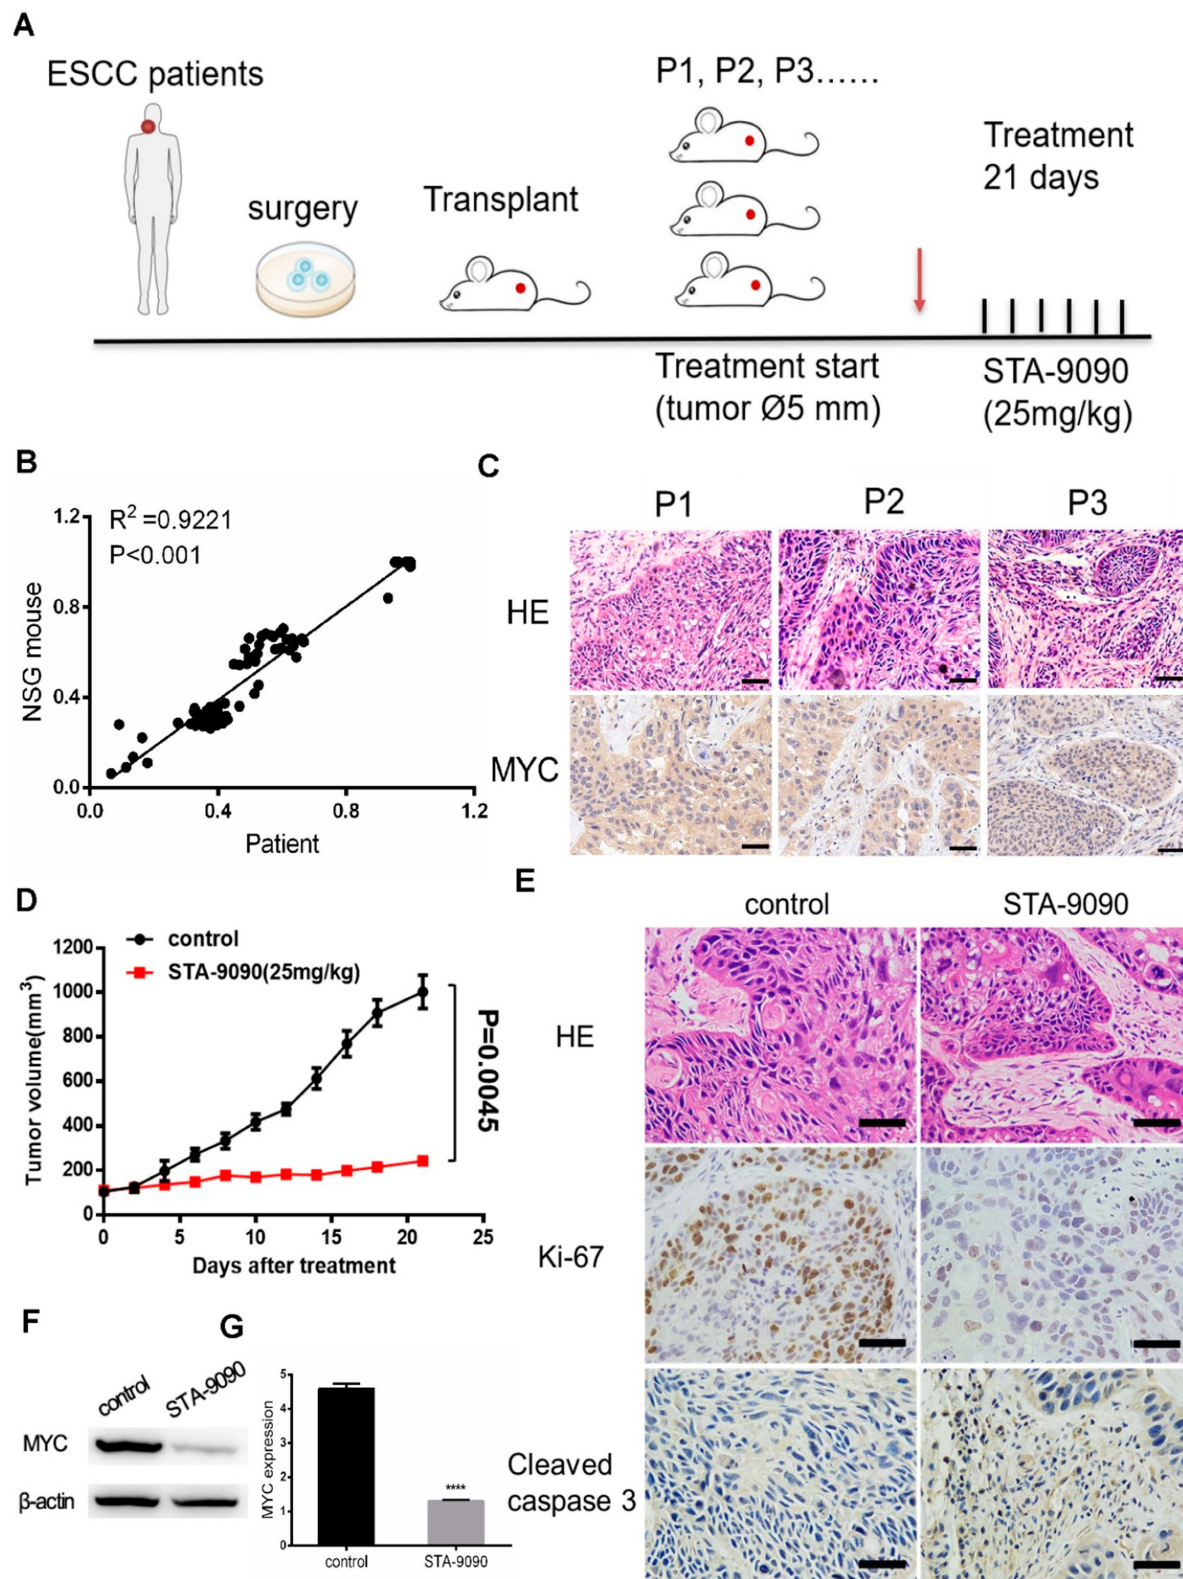 A
ESCC patients
surgery
Transplant
P1, P2, P3......
Treatment
21 days
Treatment start
(tumor Ø5 mm)
STA-9090
(25mg/kg)
B
R² =0.9221
P<0.001
NSG mouse
1.2
0.8
0.4
0.0
0.0
0.4
0.8
1.2
Patient
C
P1
P2
P3
HE
MYC
D
control
STA-9090(25mg/kg)
Tumor volume(mm³)
1200
1000
800
600
400
200
0
0
5
10
15
20
25
Days after treatment
P=0.0045
E
control
STA-9090
HE
Ki-67
Cleaved
caspase 3
F
control
STA-9090
MYC
β-actin
G
MYC expression
5
4
3
2
1
0
****
control
STA-9090